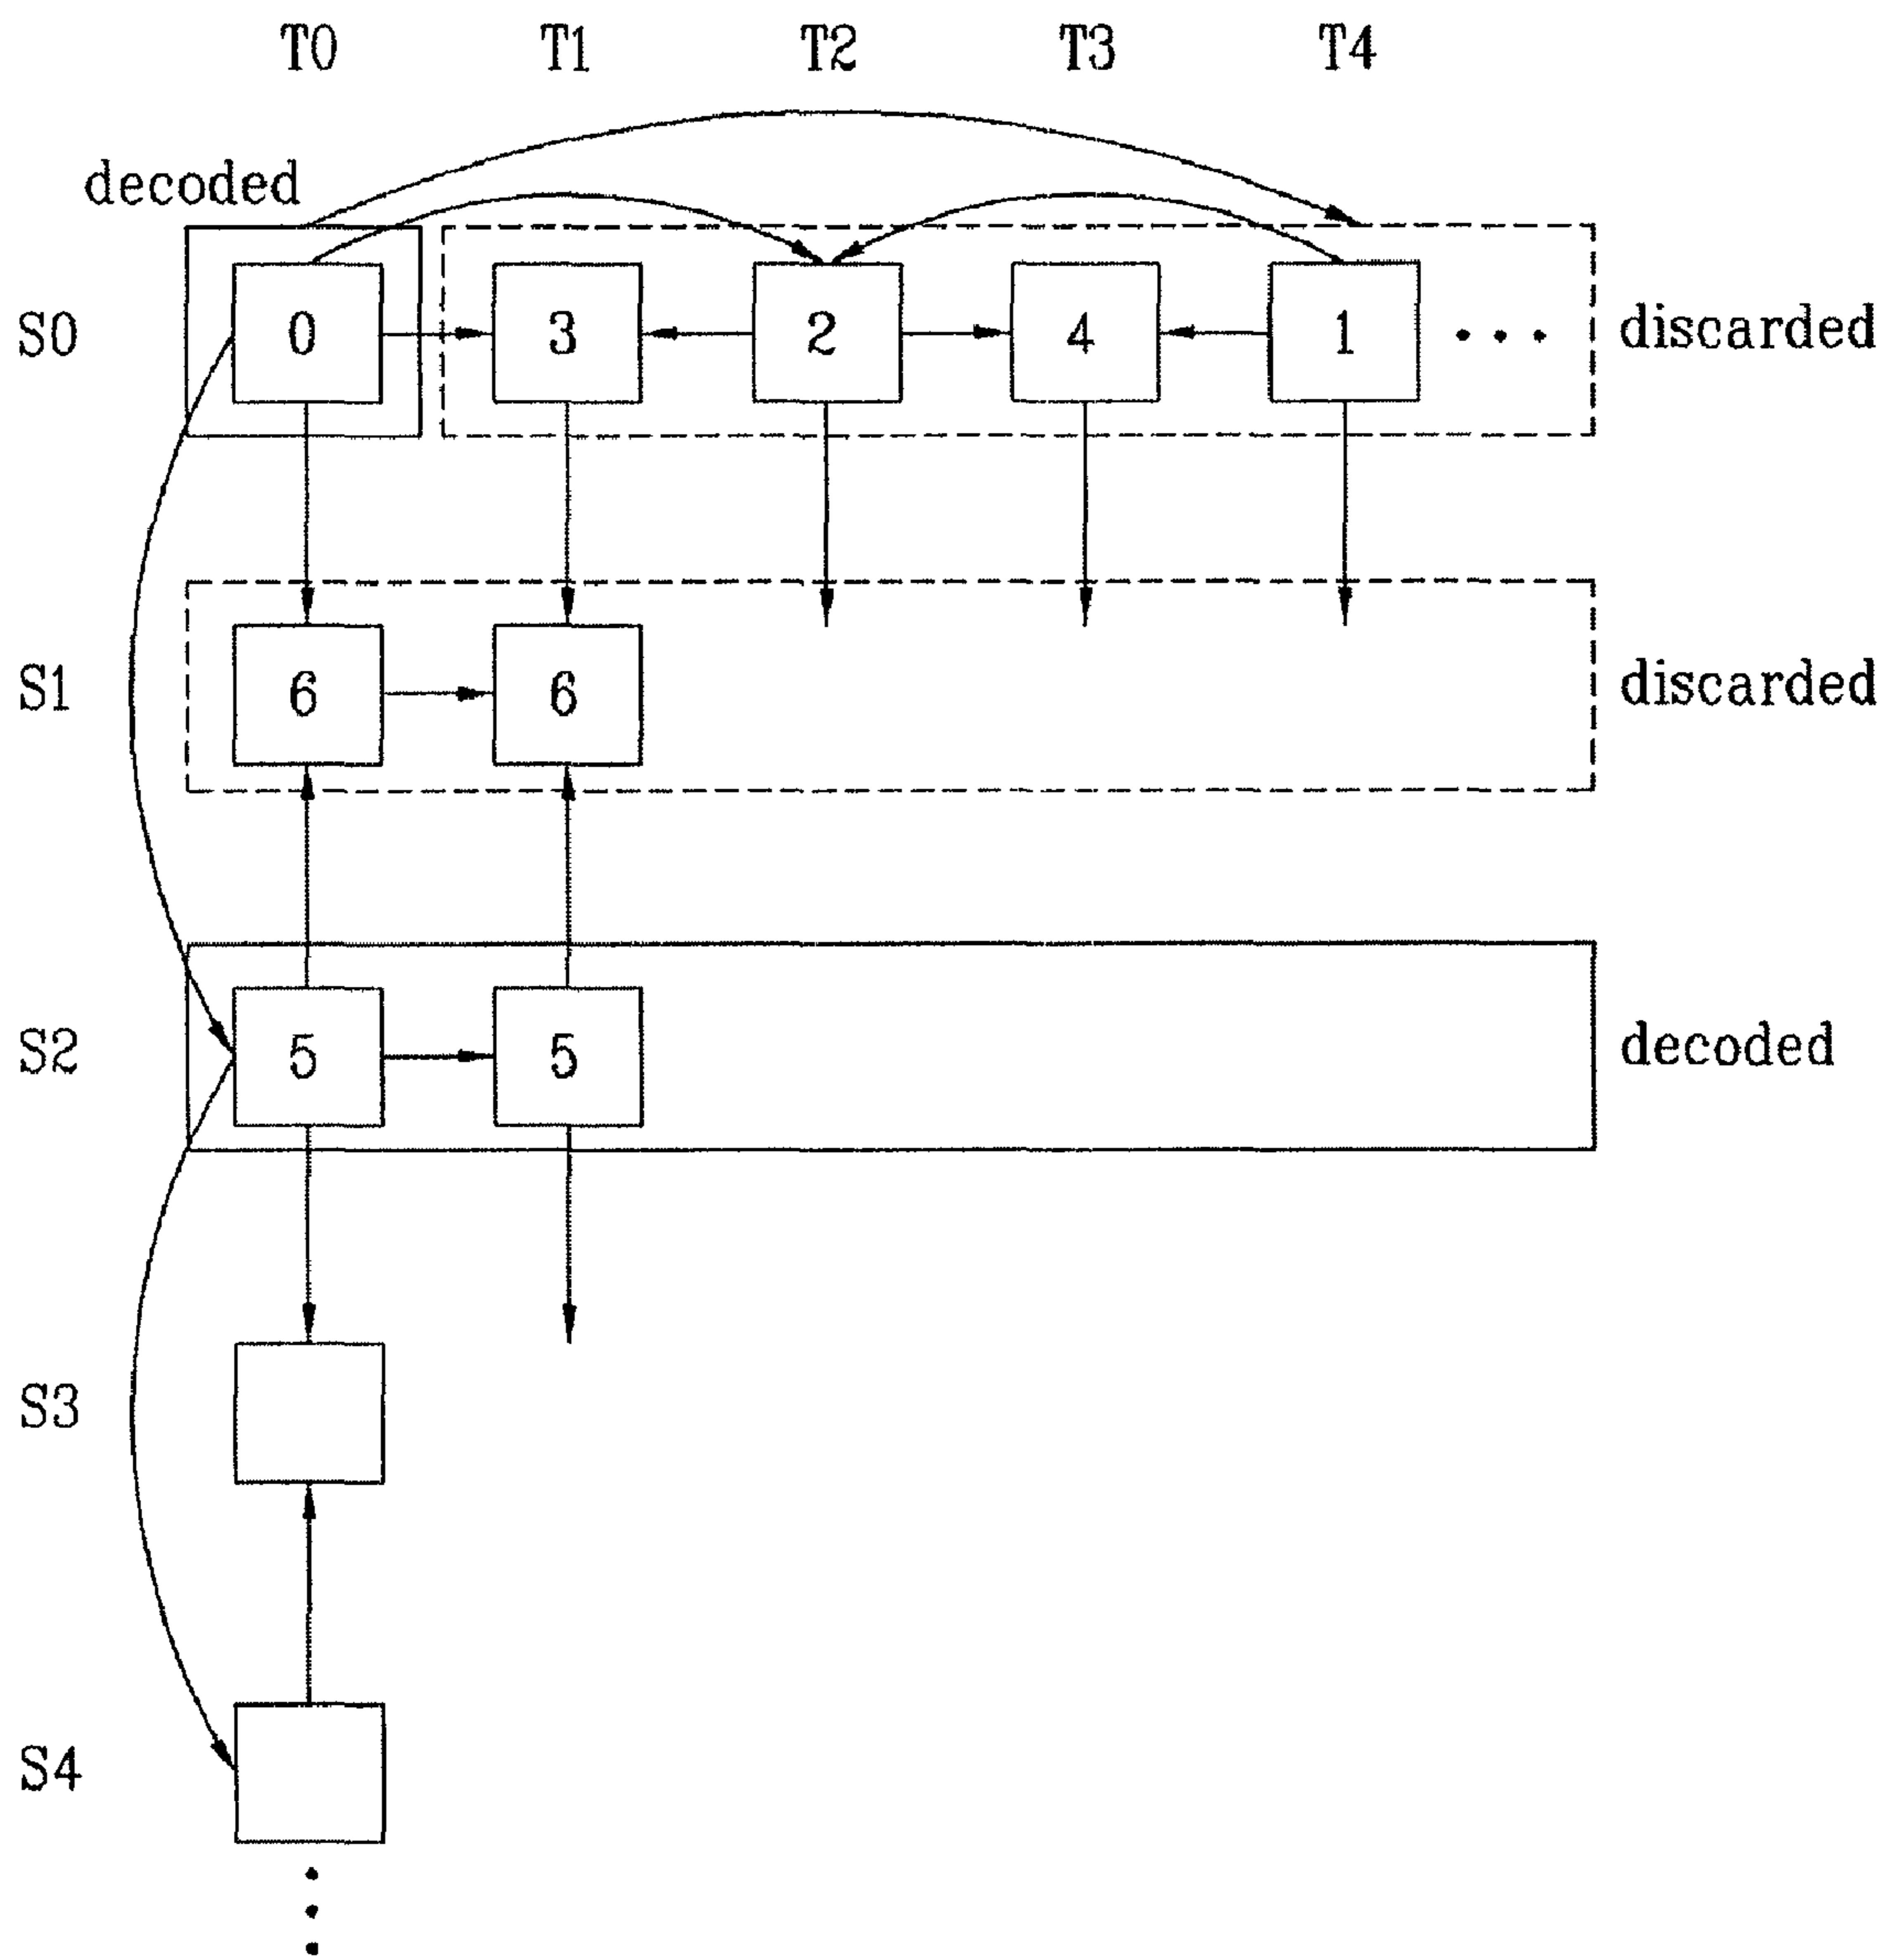 T0 T1 T2 T3 T4
decoded
S0 0 3 2 4 1 ... discarded
S1 6 6 discarded
S2 5 5 decoded
S3
S4